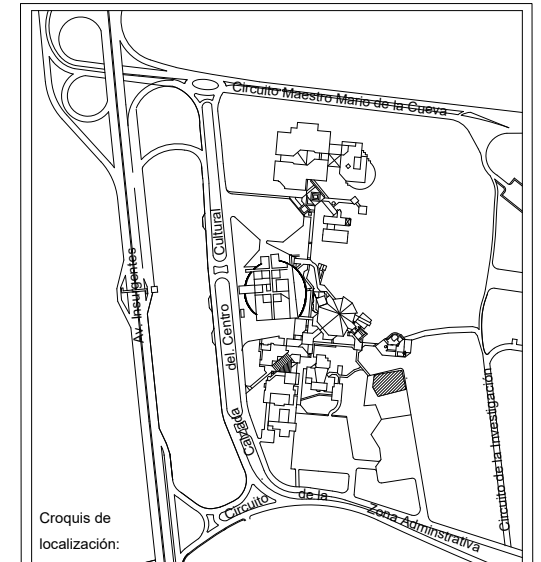 Circuito Maestro Mario de la Cueva
Av. Insurgentes
Calzada del. Centro Cultural
Circuito de la Investigación
Circuito de la Zona Adminstrativa
Croquis de
localización: